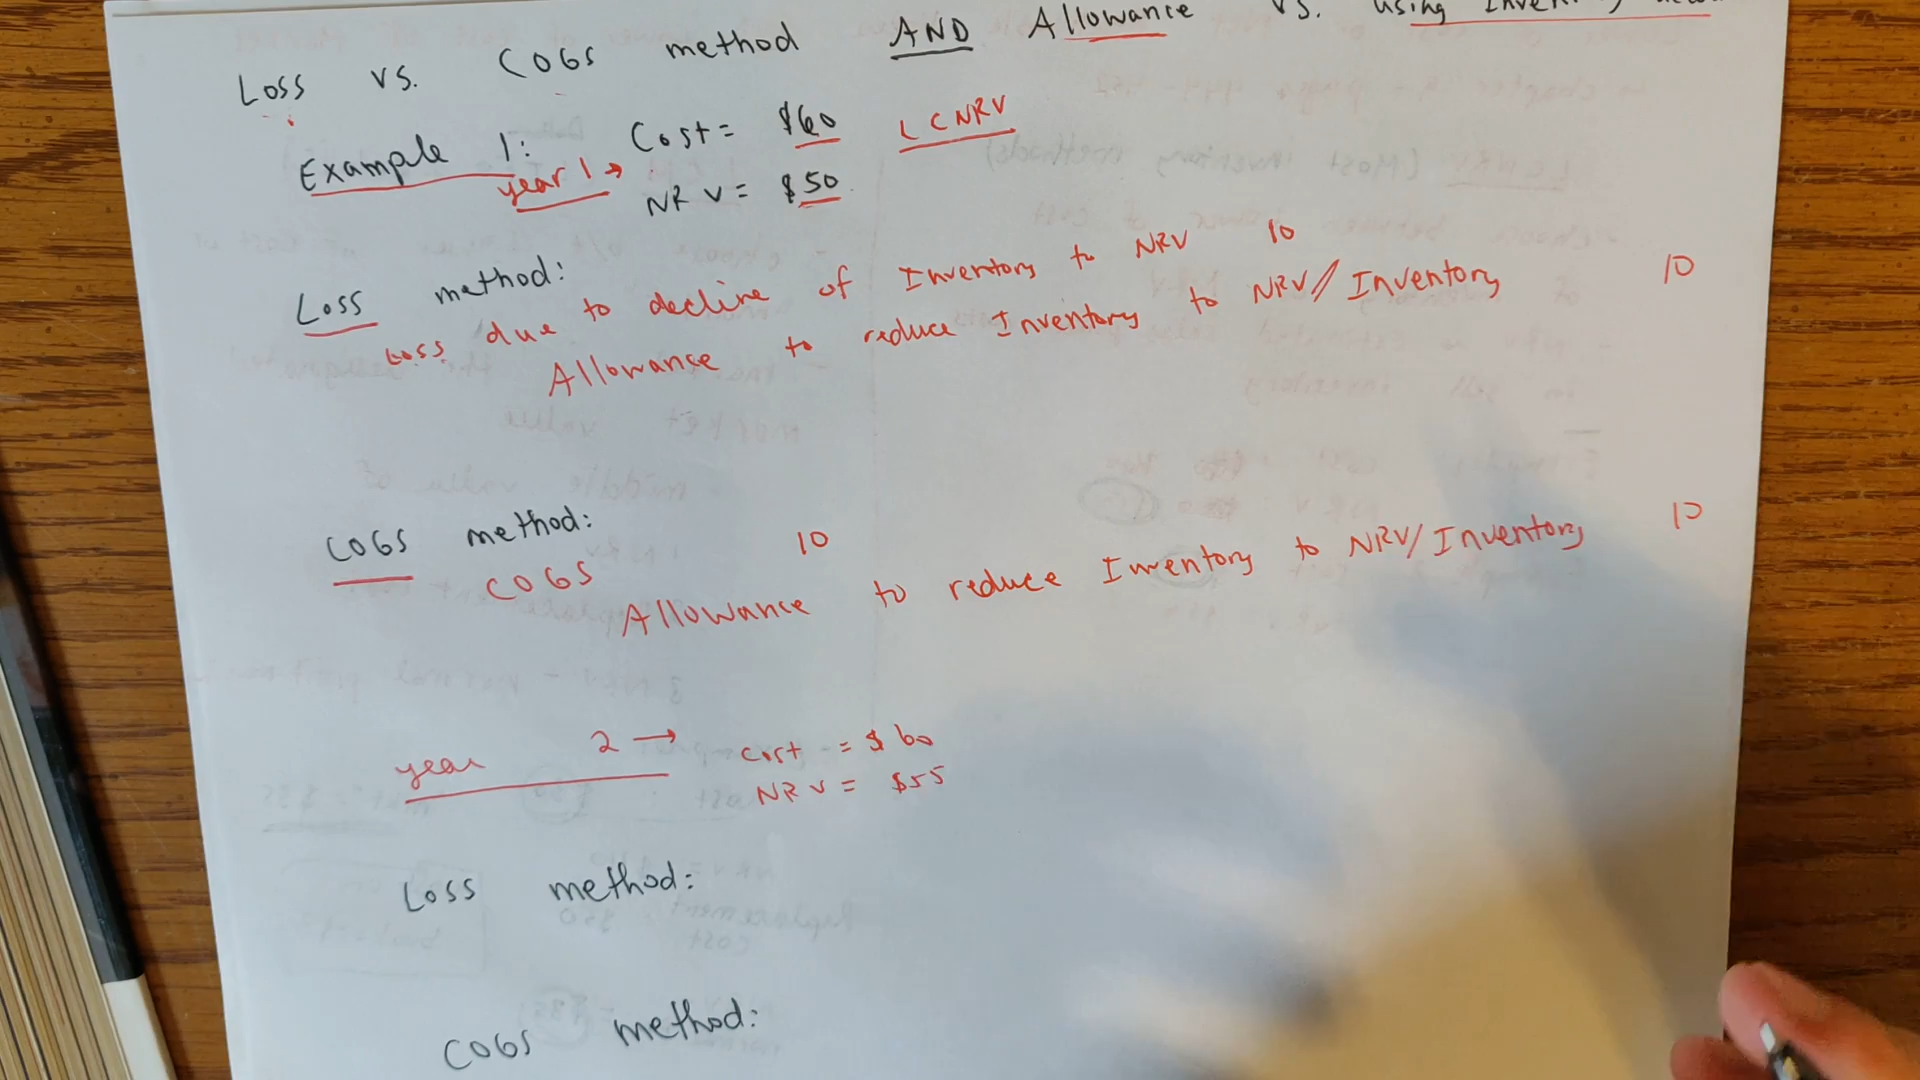 Loss vs. COGS method AND Allowance vs. using
Example 1: Cost = $60 LCNRV
year 1 → NRV = $50
Loss method:
Loss due to decline of Inventory to NRV 10
Allowance to reduce Inventory to NRV/Inventory 10
COGS method:
COGS 10
Allowance to reduce Inventory to NRV/Inventory 10
year 2 → Cost = $60
NRV = $55
Loss method:
COGS method: